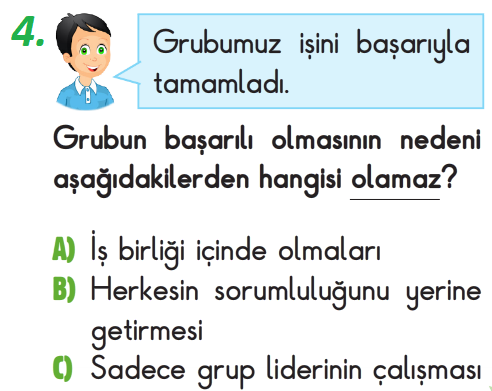 4.
Grubumuz işini başarıyla
tamamladı.
Grubun başarılı olmasının nedeni
aşağıdakilerden hangisi olamaz?
A) İş birliği içinde olmaları
B) Herkesin sorumluluğunu yerine
getirmesi
C) Sadece grup liderinin çalışması